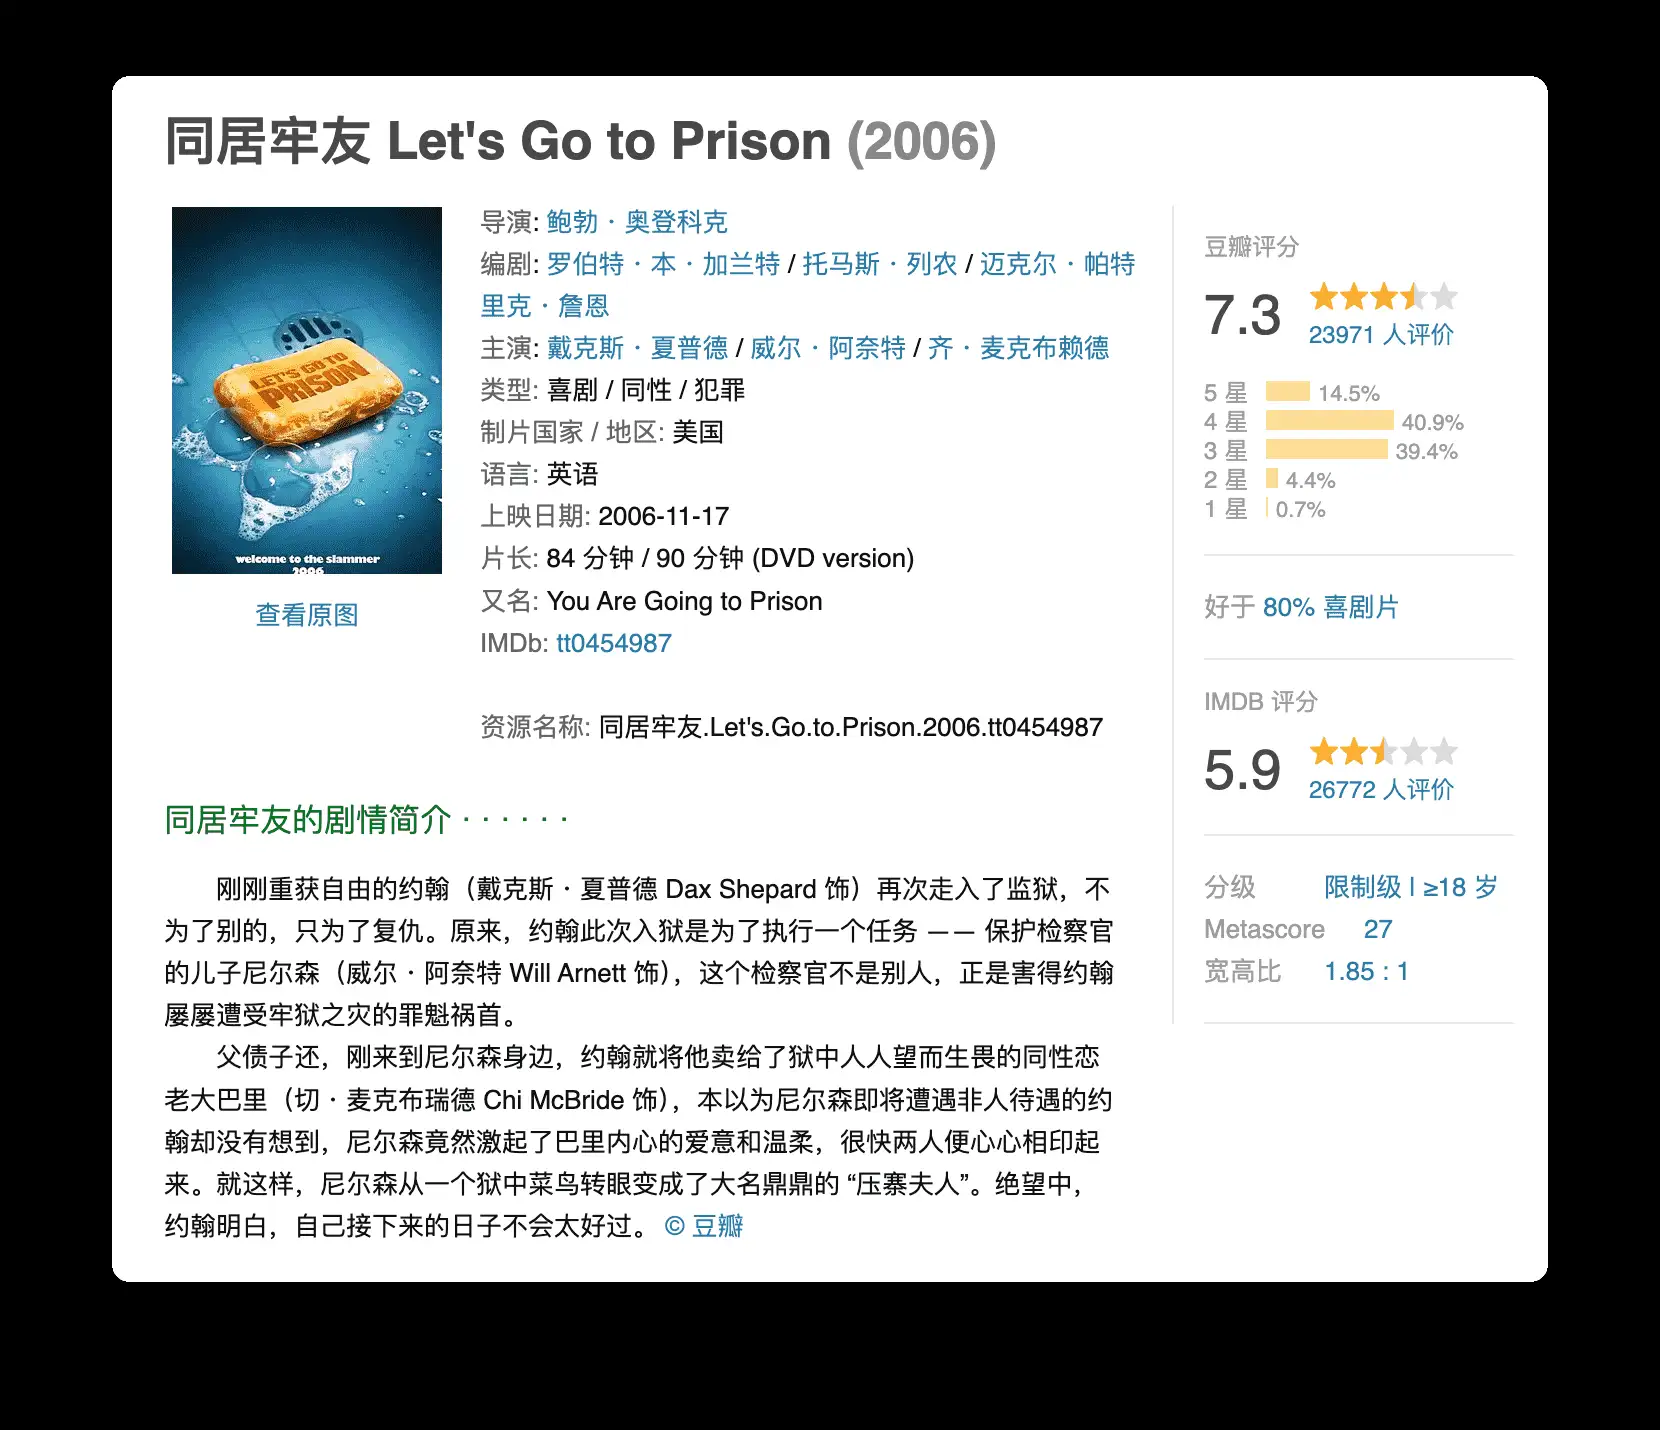 同居牢友 Let's Go to Prison (2006)
LET'S GO TO
PRISON
welcome to the slammer
2006
查看原图
导演: 鲍勃·奥登科克
编剧: 罗伯特·本·加兰特 / 托马斯·列农 / 迈克尔·帕特
里克·詹恩
主演: 戴克斯·夏普德 / 威尔·阿奈特 / 齐·麦克布赖德
类型: 喜剧 / 同性 / 犯罪
制片国家 / 地区: 美国
语言: 英语
上映日期: 2006-11-17
片长: 84 分钟 / 90 分钟 (DVD version)
又名: You Are Going to Prison
IMDb: tt0454987
资源名称: 同居牢友.Let's.Go.to.Prison.2006.tt0454987
豆瓣评分
7.3
23971 人评价
5 星 14.5%
4 星 40.9%
3 星 39.4%
2 星 4.4%
1 星 0.7%
好于 80% 喜剧片
IMDB 评分
5.9
26772 人评价
分级 限制级 | ≥18 岁
Metascore 27
宽高比 1.85 : 1
同居牢友的剧情简介 · · · · · ·
刚刚重获自由的约翰（戴克斯·夏普德 Dax Shepard 饰）再次走入了监狱，不
为了别的，只为了复仇。原来，约翰此次入狱是为了执行一个任务 —— 保护检察官
的儿子尼尔森（威尔·阿奈特 Will Arnett 饰），这个检察官不是别人，正是害得约翰
屡屡遭受牢狱之灾的罪魁祸首。
父债子还，刚来到尼尔森身边，约翰就将他卖给了狱中人人望而生畏的同性恋
老大巴里（切·麦克布瑞德 Chi McBride 饰），本以为尼尔森即将遭遇非人待遇的约
翰却没有想到，尼尔森竟然激起了巴里内心的爱意和温柔，很快两人便心心相印起
来。就这样，尼尔森从一个狱中菜鸟转眼变成了大名鼎鼎的 “压寨夫人”。绝望中，
约翰明白，自己接下来的日子不会太好过。 © 豆瓣